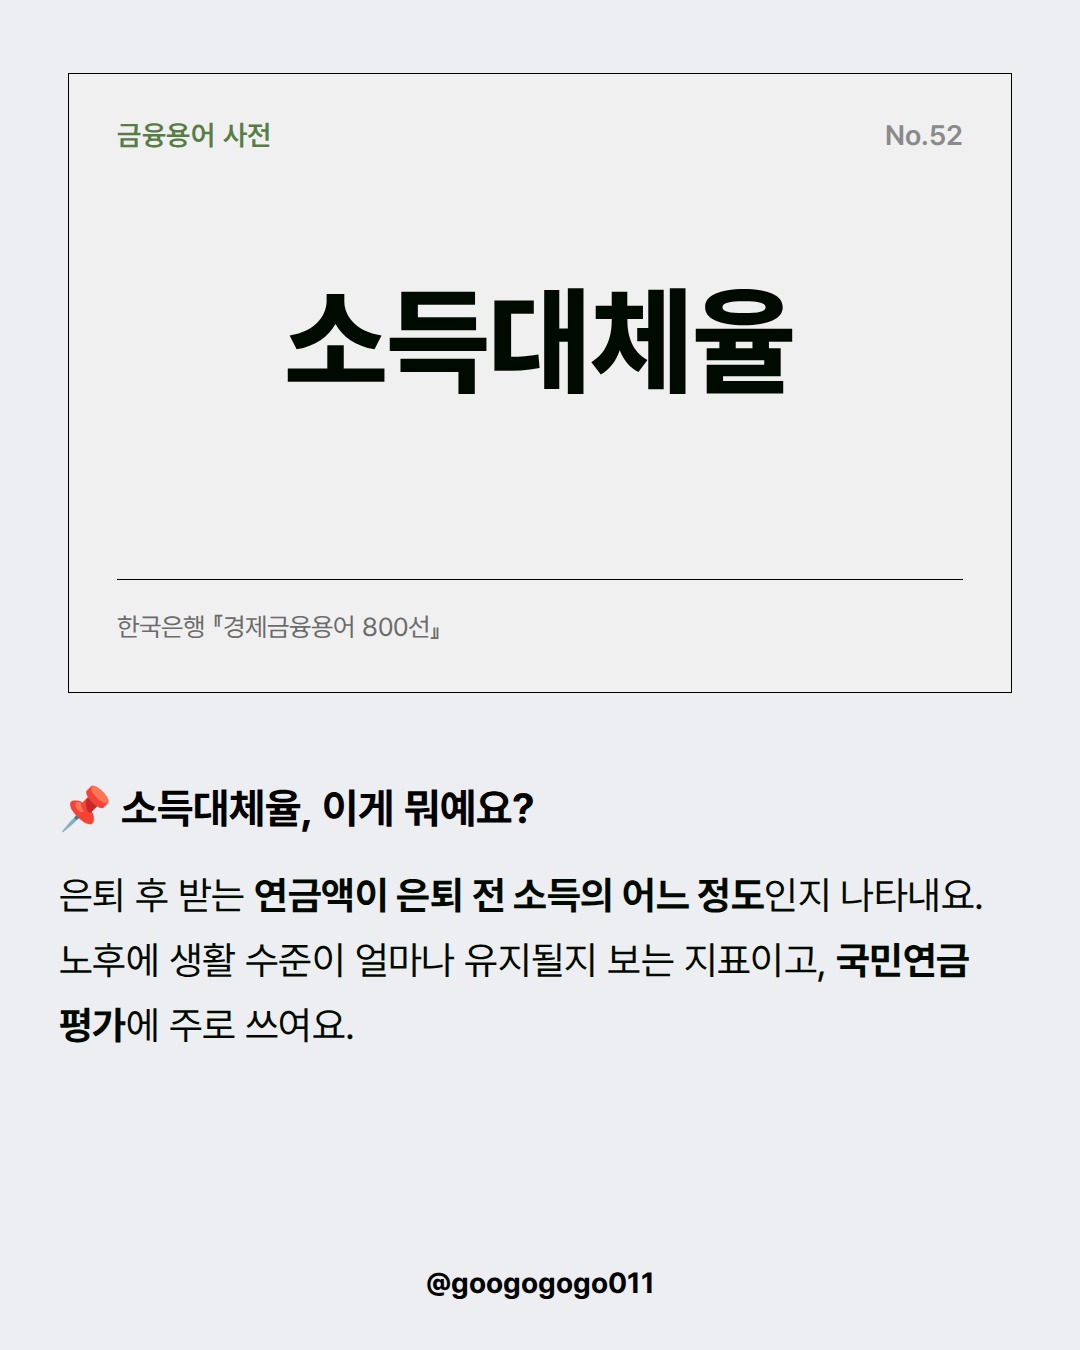 금융용어 사전
No.52
소득대체율
한국은행 『경제금융용어 800선』
📌 소득대체율, 이게 뭐예요?
은퇴 후 받는 연금액이 은퇴 전 소득의 어느 정도인지 나타내요.
노후에 생활 수준이 얼마나 유지될지 보는 지표이고, 국민연금
평가에 주로 쓰여요.
@googogogo011